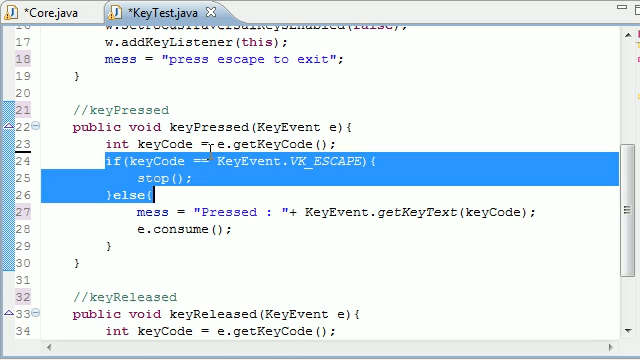 *Core.java
*KeyTest.java
16 w.setFocusTraversalKeysEnabled(false);
17 w.addKeyListener(this);
18 mess = "press escape to exit";
19 }
20
21 //keyPressed
22 public void keyPressed(KeyEvent e){
23 int keyCode = e.getKeyCode();
24 if(keyCode == KeyEvent.VK_ESCAPE){
25 stop();
26 }else{
27 mess = "Pressed : "+ KeyEvent.getKeyText(keyCode);
28 e.consume();
29 }
30 }
31
32 //keyReleased
33 public void keyReleased(KeyEvent e){
34 int keyCode = e.getKeyCode();